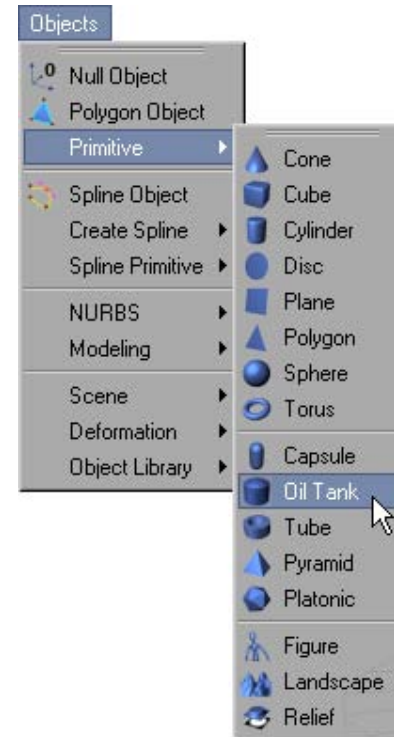 Objects
Null Object
Polygon Object
Primitive
Spline Object
Create Spline
Spline Primitive
NURBS
Modeling
Scene
Deformation
Object Library
Cone
Cube
Cylinder
Disc
Plane
Polygon
Sphere
Torus
Capsule
Oil Tank
Tube
Pyramid
Platonic
Figure
Landscape
Relief